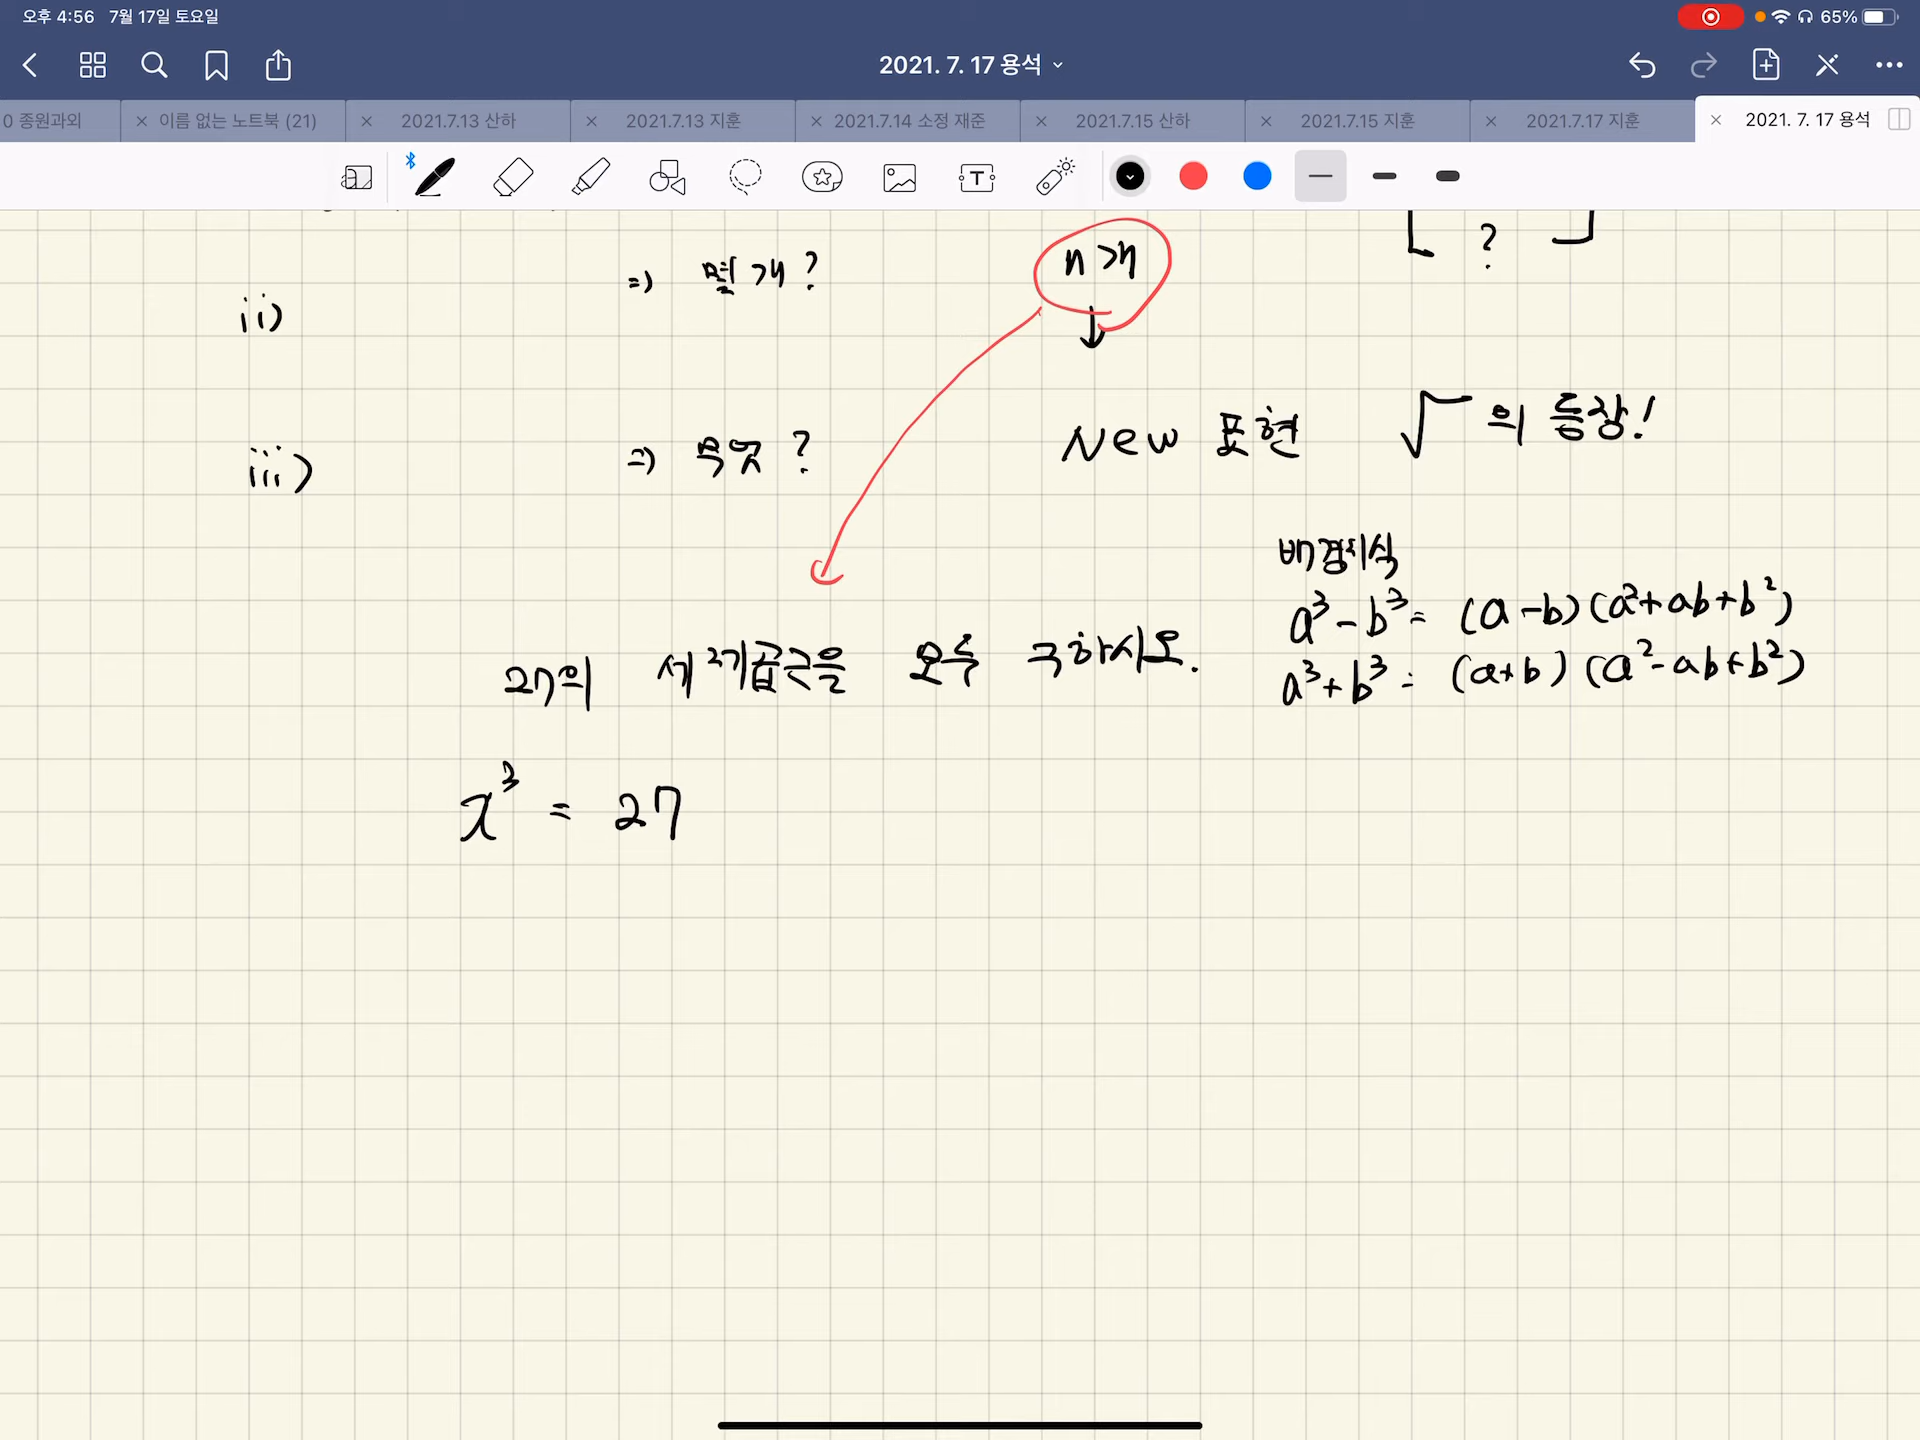 오후 4:56 7월 17일 토요일
65%
2021. 7. 17 용석
0 종원과외
이름 없는 노트북 (21)
2021.7.13 산하
2021.7.13 지훈
2021.7.14 소정 재준
2021.7.15 산하
2021.7.15 지훈
2021.7.17 지훈
2021. 7. 17 용석
?
ii) ⇒ 몇 개? n개
iii) ⇒ 무엇? New 표현 √ 의 등장!
배경지식
a³ - b³ = (a - b)(a² + ab + b²)
a³ + b³ = (a + b)(a² - ab + b²)
27의 세제곱근을 모두 구하시오.
x³ = 27